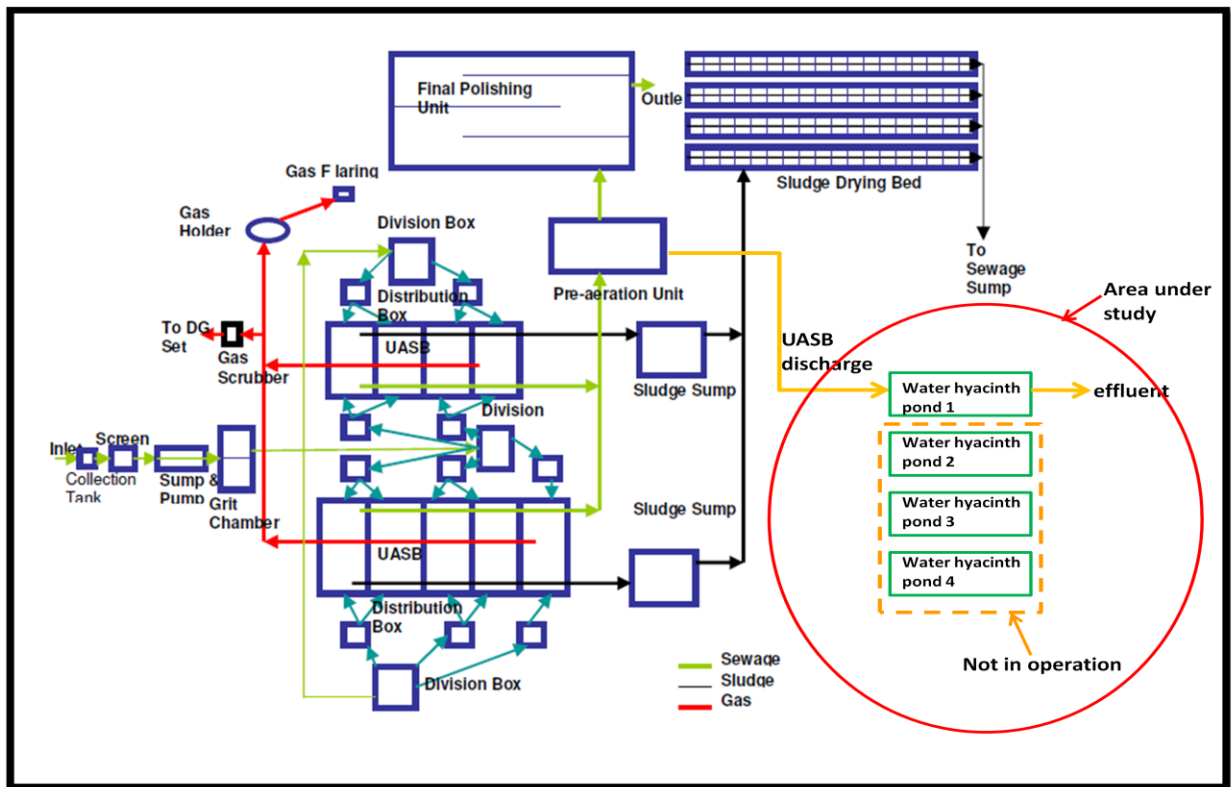 Final Polishing
Unit
Outle
Sludge Drying Bed
Gas F laring
Gas
Holder
Division Box
To
Sewage
Sump
Pre-aeration Unit
Distribution
Box
Area under
study
To DG
Set
Gas
Scrubber
UASB
Sludge Sump
UASB
discharge
Water hyacinth
pond 1
effluent
Division
Water hyacinth
pond 2
Inlet
Screen
Collection
Tank
Sump &
Pump
Grit
Chamber
Sludge Sump
Water hyacinth
pond 3
UASB
Water hyacinth
pond 4
Distribution
Box
Division Box
Sewage
Sludge
Gas
Not in operation